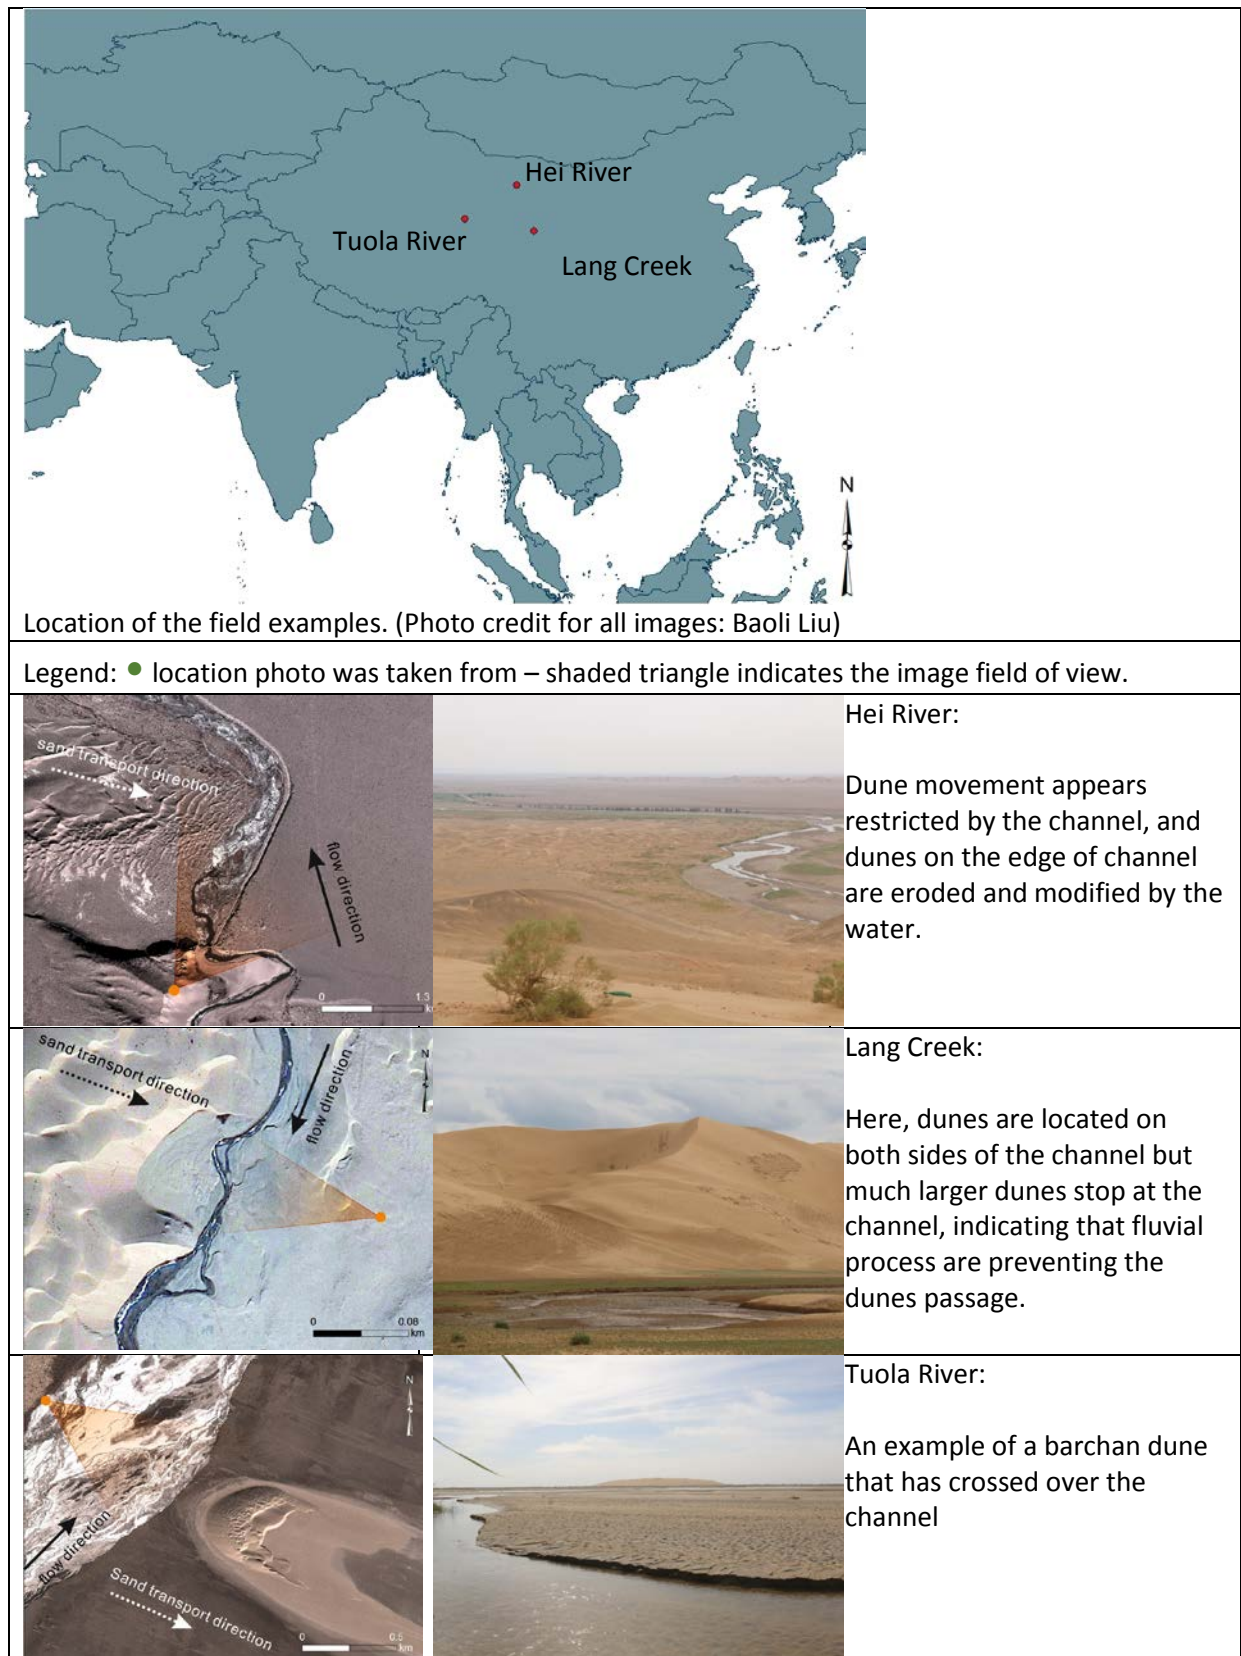 Hei River
Tuola River
Lang Creek
N
Location of the field examples. (Photo credit for all images: Baoli Liu)
Legend: ● location photo was taken from – shaded triangle indicates the image field of view.
sand transport direction
flow direction
0 1.3
Hei River:
Dune movement appears
restricted by the channel, and
dunes on the edge of channel
are eroded and modified by the
water.
sand transport direction
flow direction
N
0 0.08
km
Lang Creek:
Here, dunes are located on
both sides of the channel but
much larger dunes stop at the
channel, indicating that fluvial
process are preventing the
dunes passage.
N
flow direction
Sand transport direction
0 0.5
km
Tuola River:
An example of a barchan dune
that has crossed over the
channel